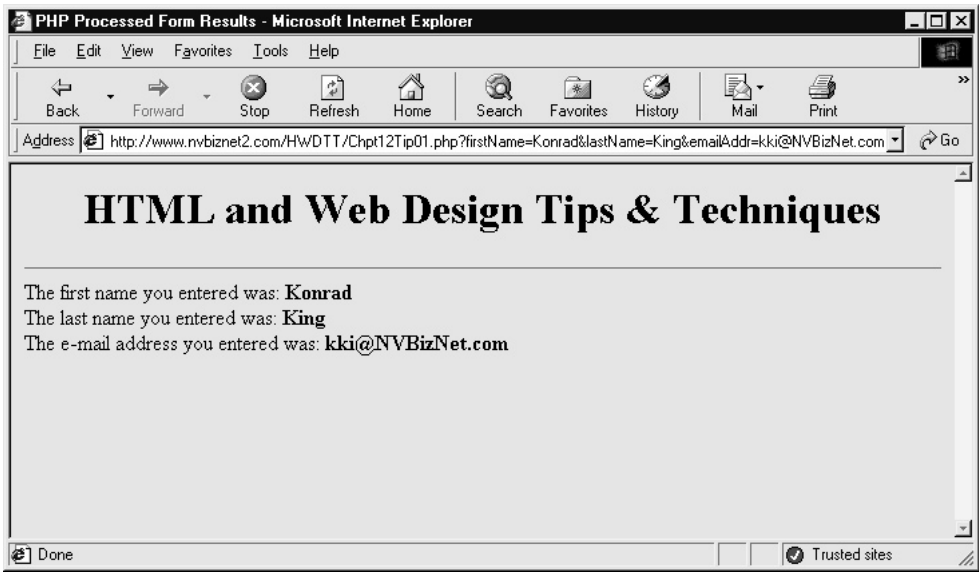 PHP Processed Form Results - Microsoft Internet Explorer
File Edit View Favorites Tools Help
Back Forward Stop Refresh Home Search Favorites History Mail Print »
Address http://www.nvbiznet2.com/HWDTT/Chpt12Tip01.php?firstName=Konrad&lastName=King&emailAddr=kki@NVBizNet.com Go
HTML and Web Design Tips & Techniques
The first name you entered was: Konrad
The last name you entered was: King
The e-mail address you entered was: kki@NVBizNet.com
Done Trusted sites